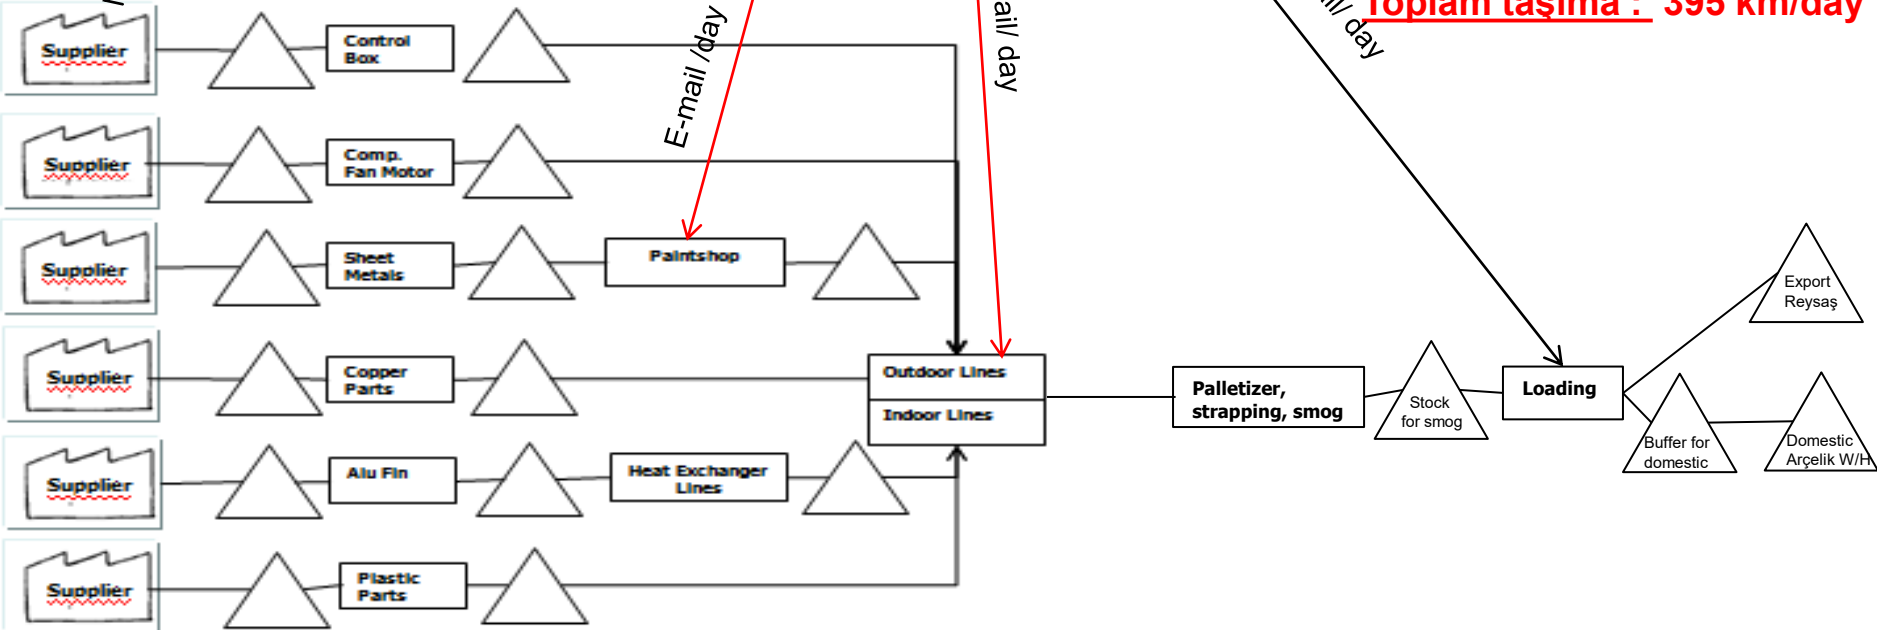 Toplam taşıma : 395 km/day
E-mail /day
ail/ day
il/ day
Supplier
Control
Box
Supplier
Comp.
Fan Motor
Supplier
Sheet
Metals
Paintshop
Export
Reysaş
Supplier
Copper
Parts
Outdoor Lines
Indoor Lines
Palletizer,
strapping, smog
Stock
for smog
Loading
Buffer for
domestic
Domestic
Arçelik W/H
Supplier
Alu Fin
Heat Exchanger
Lines
Supplier
Plastic
Parts